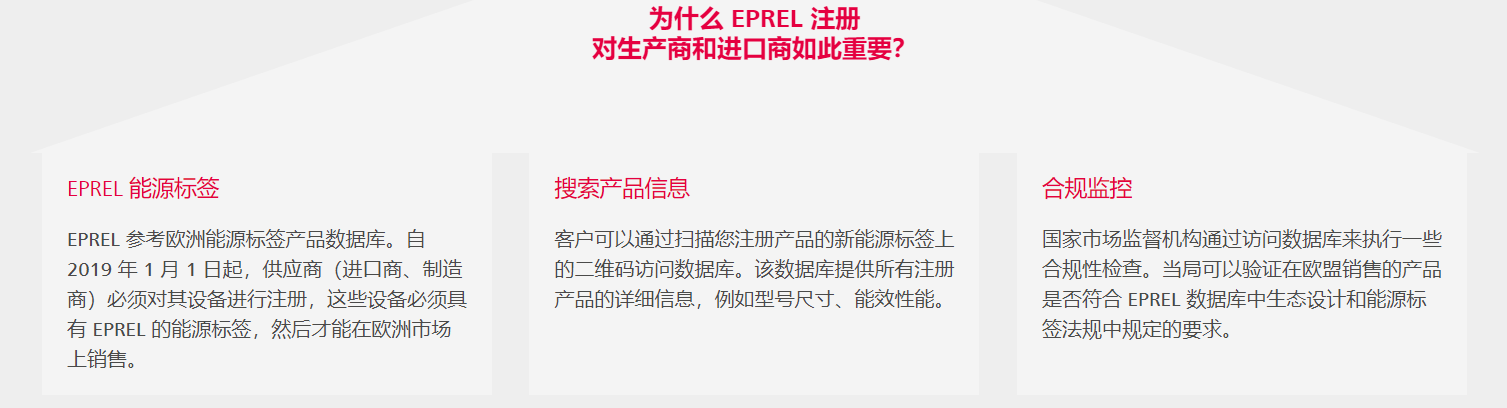 为什么 EPREL 注册
对生产商和进口商如此重要？
EPREL 能源标签
EPREL 参考欧洲能源标签产品数据库。自
2019 年 1 月 1 日起，供应商（进口商、制造
商）必须对其设备进行注册，这些设备必须具
有 EPREL 的能源标签，然后才能在欧洲市场
上销售。
搜索产品信息
客户可以通过扫描您注册产品的新能源标签上
的二维码访问数据库。该数据库提供所有注册
产品的详细信息，例如型号尺寸、能效性能。
合规监控
国家市场监督机构通过访问数据库来执行一些
合规性检查。当局可以验证在欧盟销售的产品
是否符合 EPREL 数据库中生态设计和能源标
签法规中规定的要求。